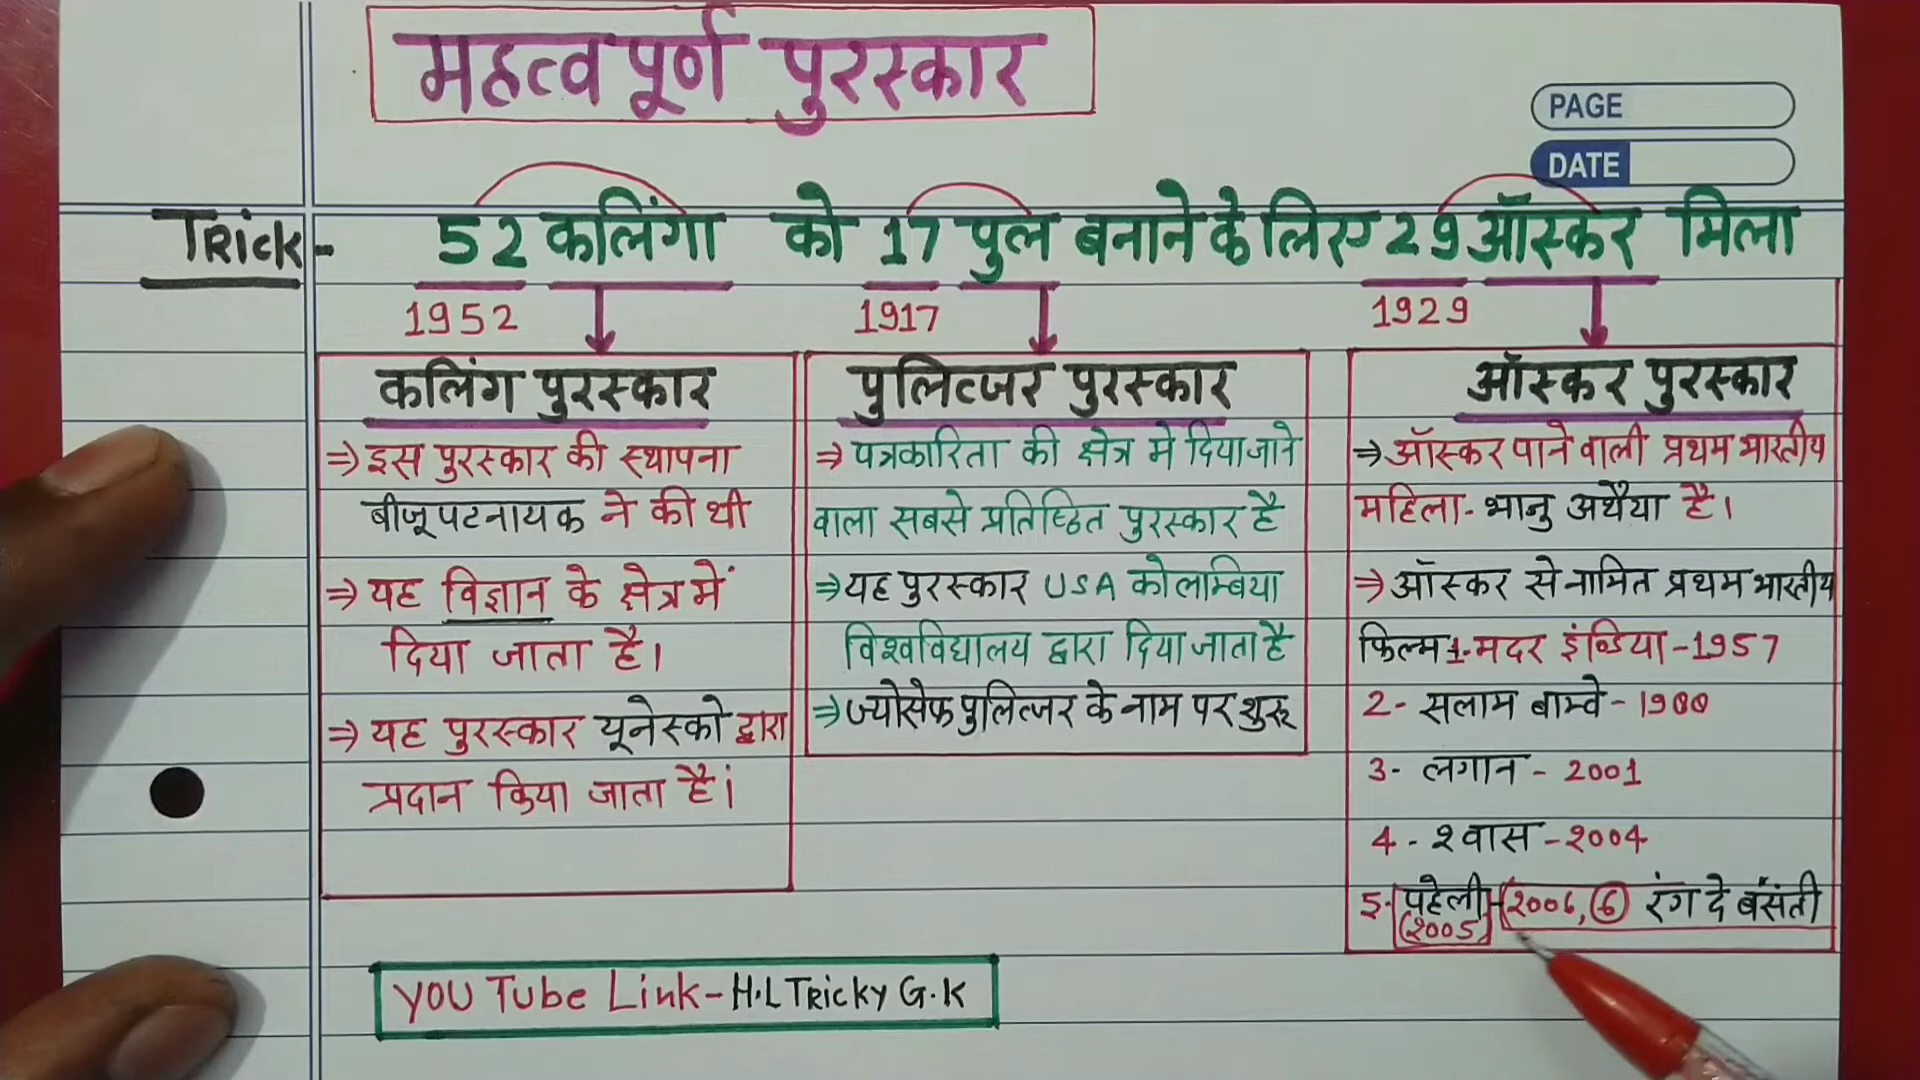 महत्वपूर्ण पुरस्कार
PAGE
DATE
Trick - 52 कलिंगा को 17 पुल बनाने के लिए 29 ऑस्कर मिला
1952 1917 1929
कलिंग पुरस्कार
⇒ इस पुरस्कार की स्थापना
बीजू पटनायक ने की थी
⇒ यह विज्ञान के क्षेत्र में
दिया जाता है।
⇒ यह पुरस्कार यूनेस्को द्वारा
प्रदान किया जाता है।
पुलित्जर पुरस्कार
⇒ पत्रकारिता की क्षेत्र मे दिया जाने
वाला सबसे प्रतिष्ठित पुरस्कार है
⇒ यह पुरस्कार USA कोलम्बिया
विश्वविद्यालय द्वारा दिया जाता है
⇒ ज्योसेफ पुलित्जर के नाम पर शुरू
ऑस्कर पुरस्कार
⇒ ऑस्कर पाने वाली प्रथम भारतीय
महिला - भानु अथैया है।
⇒ ऑस्कर से नामित प्रथम भारतीय
फिल्म 1. मदर इंडिया - 1957
2 - सलाम बाम्वे - 1988
3 - लगान - 2001
4 - श्वास - 2004
5. पहेली - 2006, 6 रंग दे बसंती
(2005)
YOU Tube Link - H.L Tricky G.K